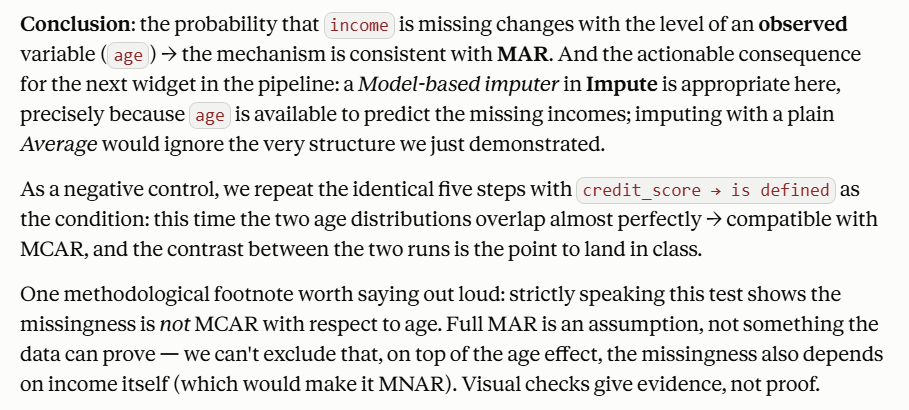 Conclusion: the probability that income is missing changes with the level of an observed
variable (age) → the mechanism is consistent with MAR. And the actionable consequence
for the next widget in the pipeline: a Model-based imputer in Impute is appropriate here,
precisely because age is available to predict the missing incomes; imputing with a plain
Average would ignore the very structure we just demonstrated.
As a negative control, we repeat the identical five steps with credit_score → is defined as
the condition: this time the two age distributions overlap almost perfectly → compatible with
MCAR, and the contrast between the two runs is the point to land in class.
One methodological footnote worth saying out loud: strictly speaking this test shows the
missingness is not MCAR with respect to age. Full MAR is an assumption, not something the
data can prove — we can't exclude that, on top of the age effect, the missingness also depends
on income itself (which would make it MNAR). Visual checks give evidence, not proof.